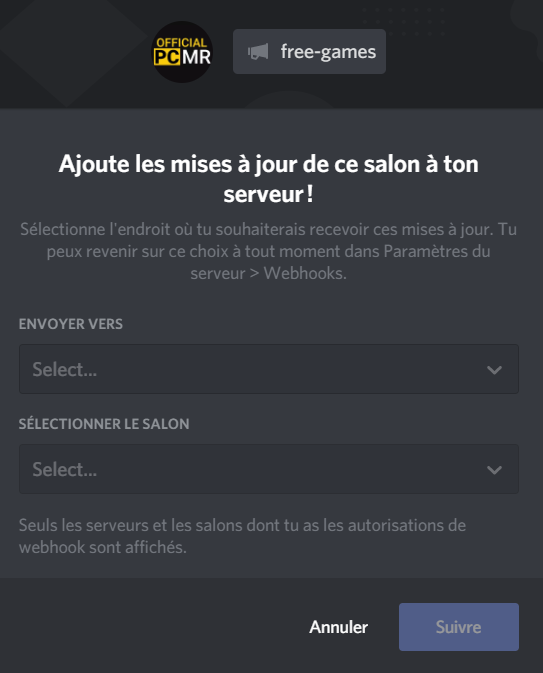 OFFICIAL
PCMR
free-games
Ajoute les mises à jour de ce salon à ton
serveur !
Sélectionne l'endroit où tu souhaiterais recevoir ces mises à jour. Tu
peux revenir sur ce choix à tout moment dans Paramètres du
serveur > Webhooks.
ENVOYER VERS
Select...
SÉLECTIONNER LE SALON
Select...
Seuls les serveurs et les salons dont tu as les autorisations de
webhook sont affichés.
Annuler
Suivre